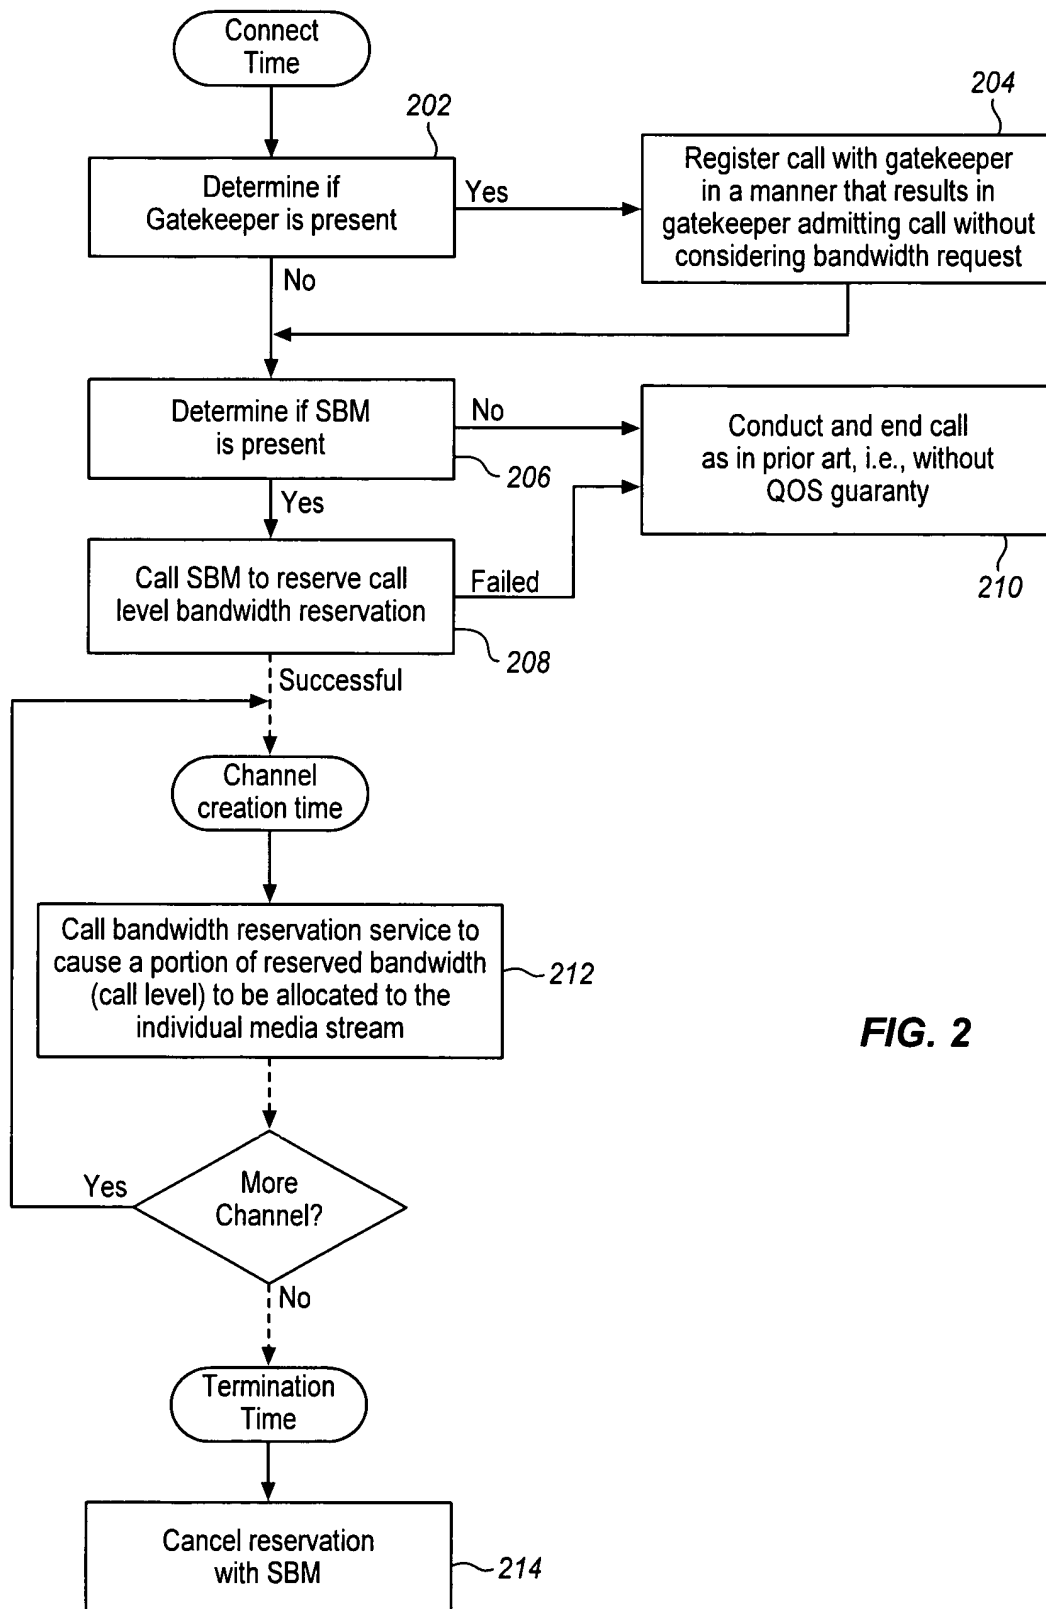 Connect
Time
202
Determine if
Gatekeeper is present
Yes
204
Register call with gatekeeper
in a manner that results in
gatekeeper admitting call without
considering bandwidth request
No
Determine if SBM
is present
206
No
Conduct and end call
as in prior art, i.e., without
QOS guaranty
210
Yes
Call SBM to reserve call
level bandwidth reservation
208
Failed
Successful
Channel
creation time
Call bandwidth reservation service to
cause a portion of reserved bandwidth
(call level) to be allocated to the
individual media stream
212
FIG. 2
More
Channel?
Yes
No
Termination
Time
Cancel reservation
with SBM
214